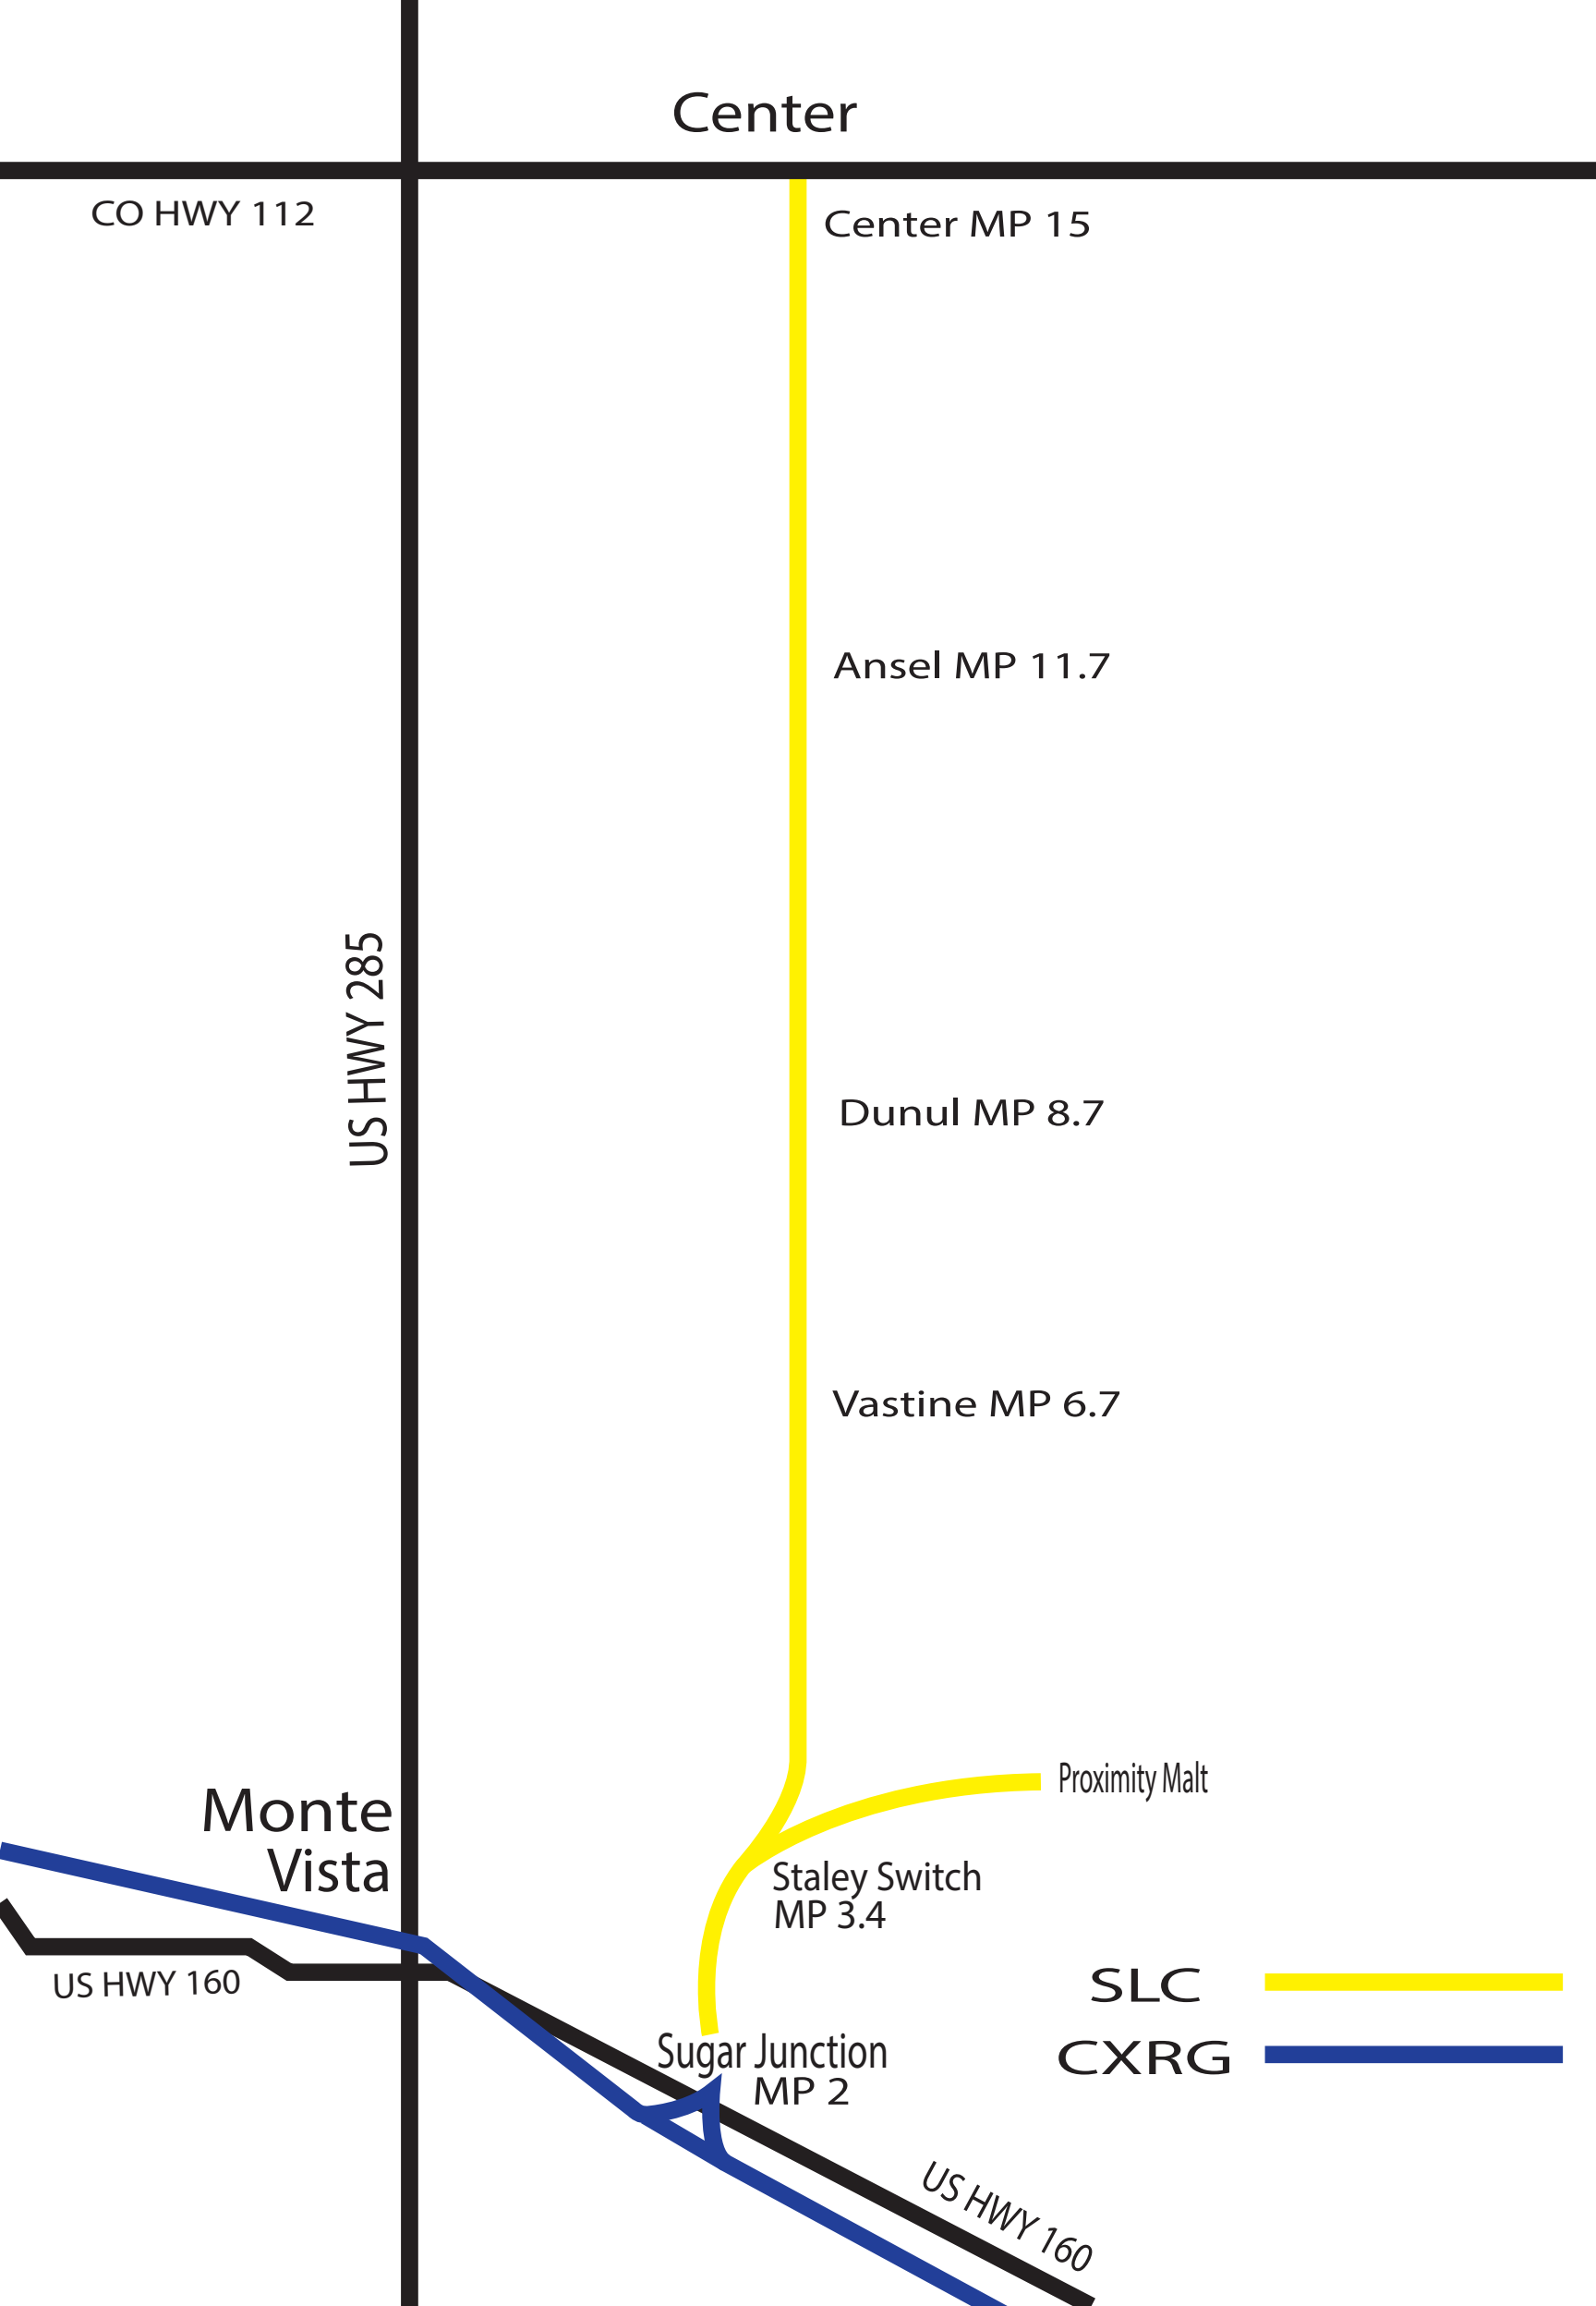 Center
CO HWY 112
Center MP 15
Ansel MP 11.7
US HWY 285
Dunul MP 8.7
Vastine MP 6.7
Proximity Malt
Monte
Vista
Staley Switch
MP 3.4
US HWY 160
SLC
Sugar Junction
MP 2
CXRG
US HWY 160